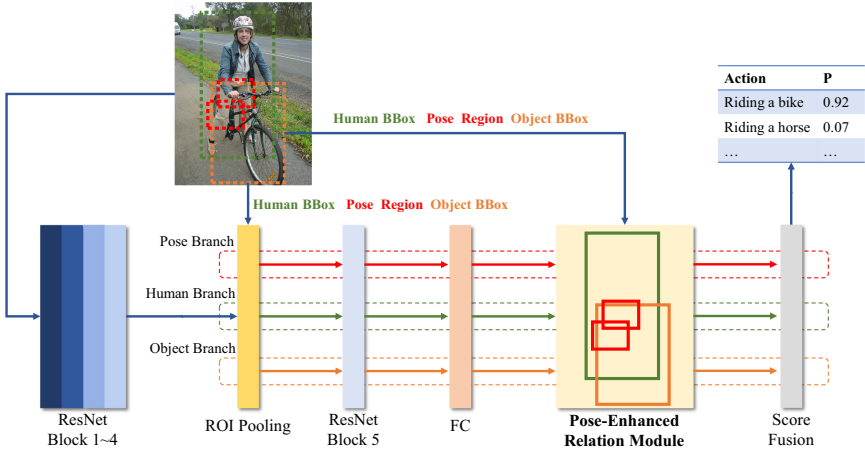 Action P
Riding a bike 0.92
Riding a horse 0.07
… …
Human BBox Pose Region Object BBox
Human BBox Pose Region Object BBox
Pose Branch
Human Branch
Object Branch
ResNet
Block 1~4
ROI Pooling
ResNet
Block 5
FC
Pose-Enhanced
Relation Module
Score
Fusion